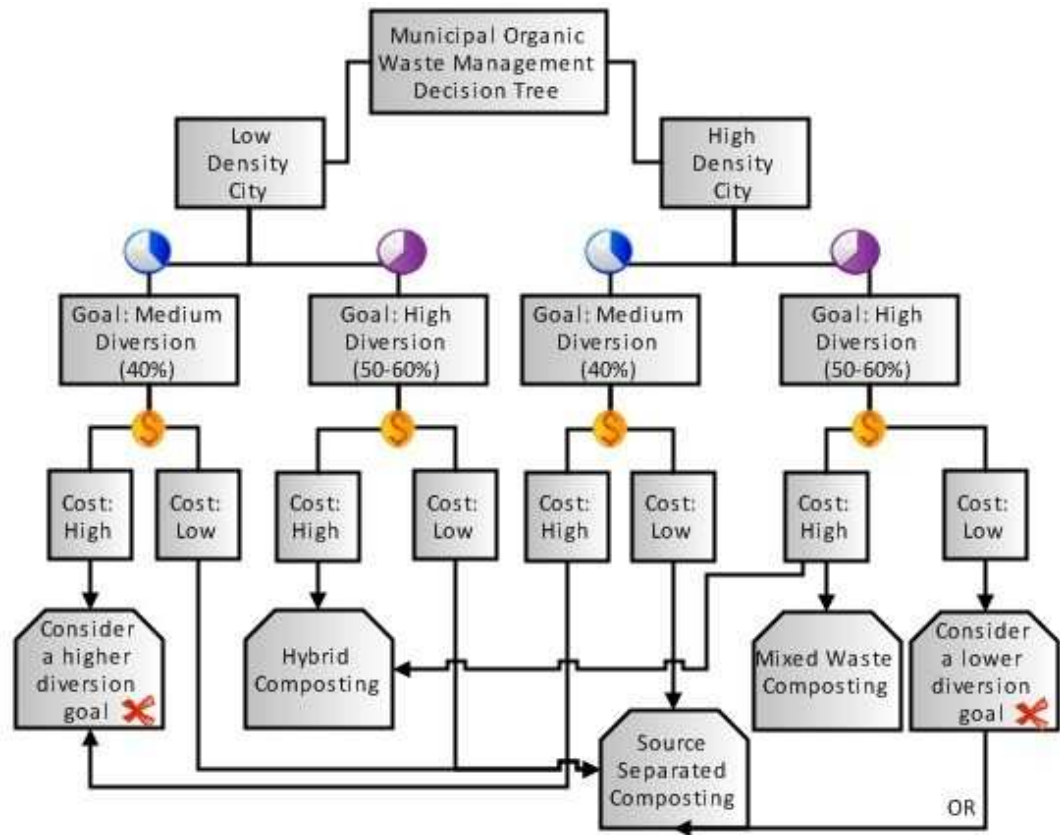 Municipal Organic
Waste Management
Decision Tree
Low
Density
City
High
Density
City
Goal: Medium
Diversion
(40%)
Goal: High
Diversion
(50-60%)
Goal: Medium
Diversion
(40%)
Goal: High
Diversion
(50-60%)
$
$
$
$
Cost:
High
Cost:
Low
Cost:
High
Cost:
Low
Cost:
High
Cost:
Low
Cost:
High
Cost:
Low
Consider
a higher
diversion
goal
Hybrid
Composting
Mixed Waste
Composting
Consider
a lower
diversion
goal
Source
Separated
Composting
OR